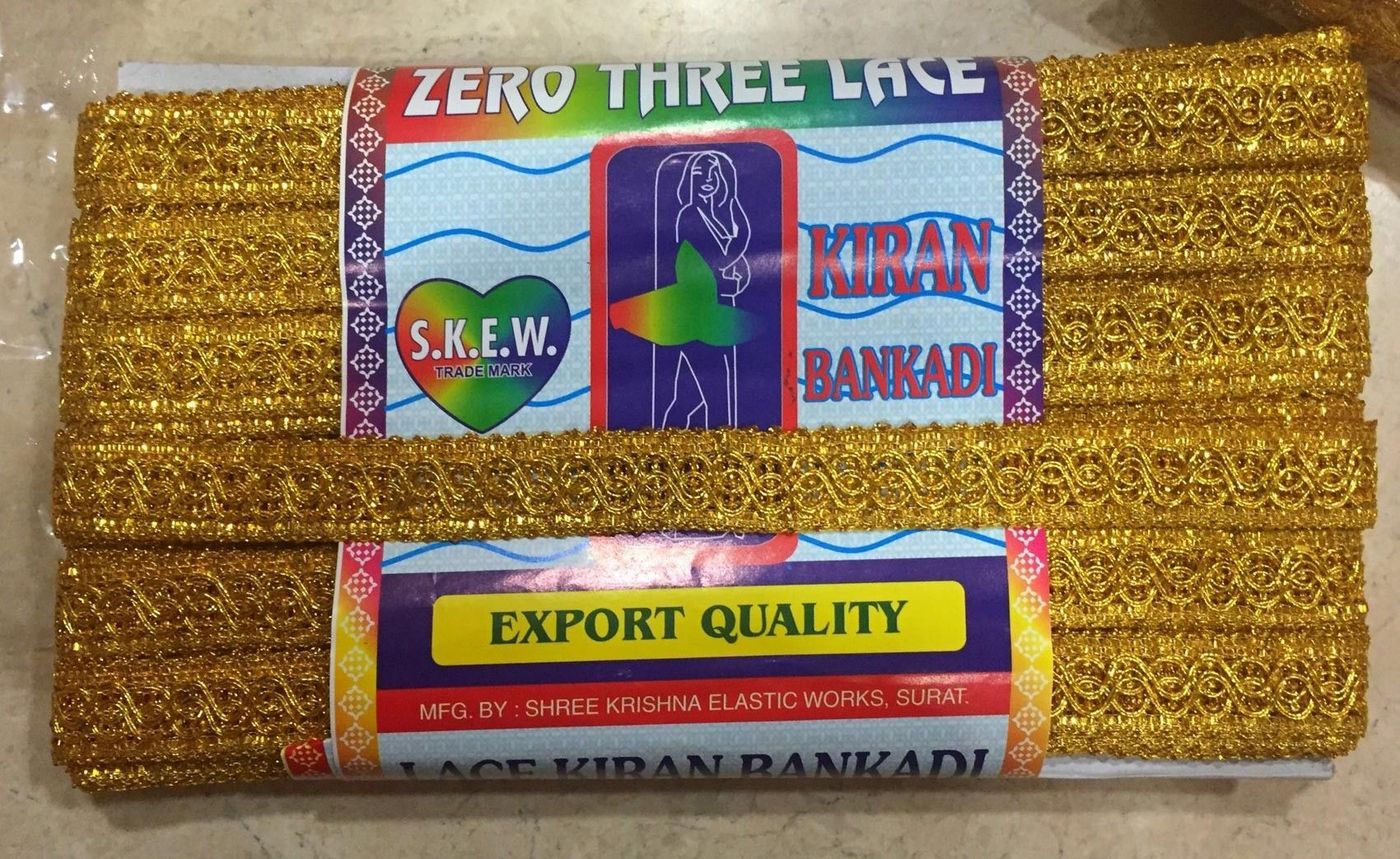 ZERO THREE LACE
KIRAN
S.K.E.W.
TRADE MARK
BANKADI
EXPORT QUALITY
MFG. BY : SHREE KRISHNA ELASTIC WORKS, SURAT.
LACE KIRAN BANKADI